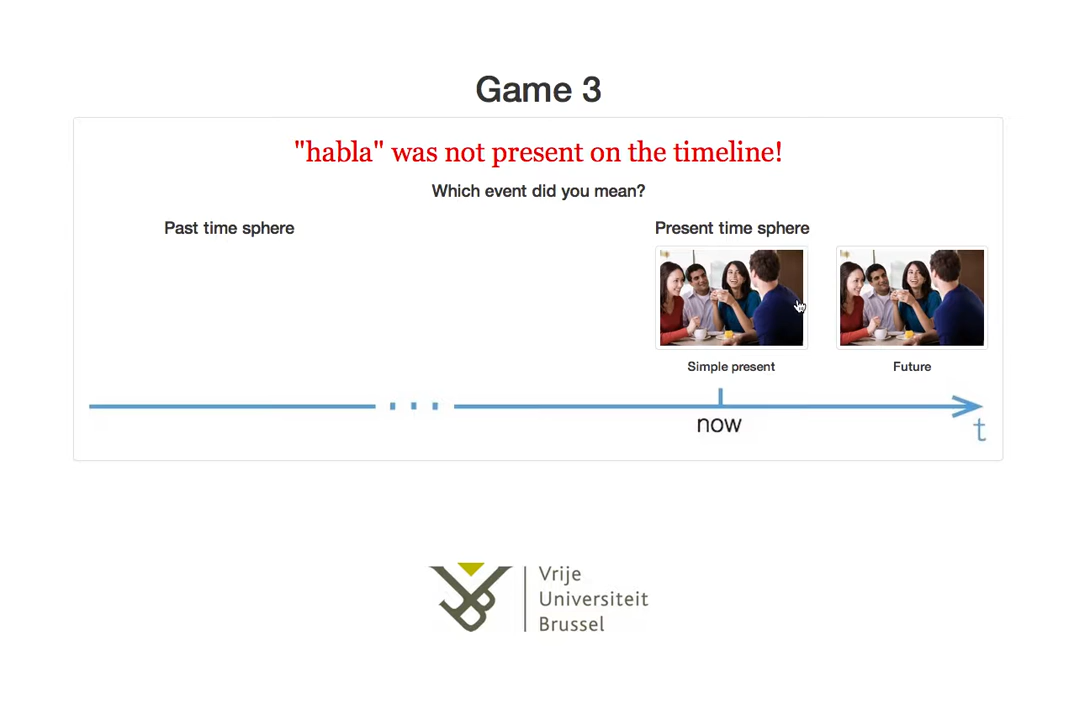 Game 3
"habla" was not present on the timeline!
Which event did you mean?
Past time sphere
Present time sphere
Simple present
Future
now
t
Vrije
Universiteit
Brussel